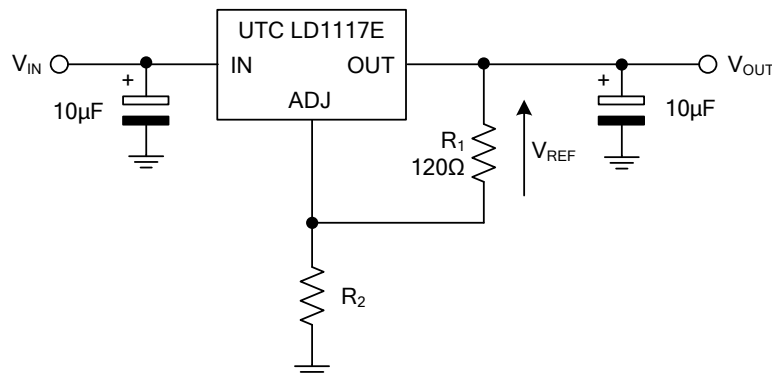 UTC LD1117E
V_IN
IN
OUT
V_OUT
+
10µF
ADJ
R_1
120Ω
V_REF
+
10µF
R_2